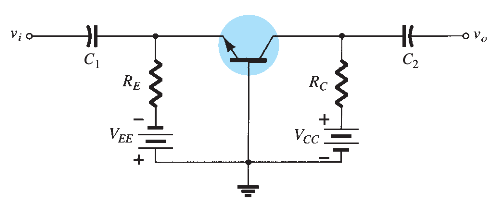 v_i
v_o
C_1
C_2
R_E
R_C
−
+
V_EE
V_CC
+
−